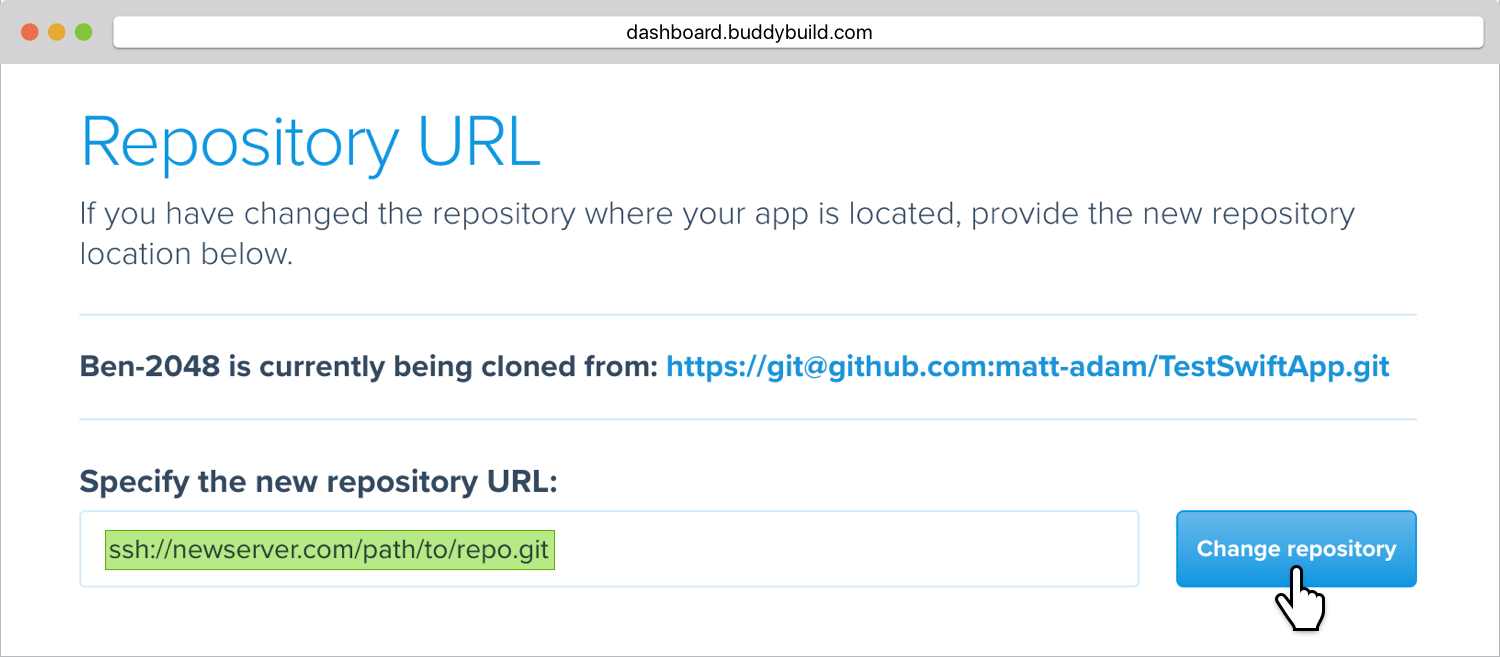 dashboard.buddybuild.com
Repository URL
If you have changed the repository where your app is located, provide the new repository
location below.
Ben-2048 is currently being cloned from: https://git@github.com:matt-adam/TestSwiftApp.git
Specify the new repository URL:
ssh://newserver.com/path/to/repo.git
Change repository